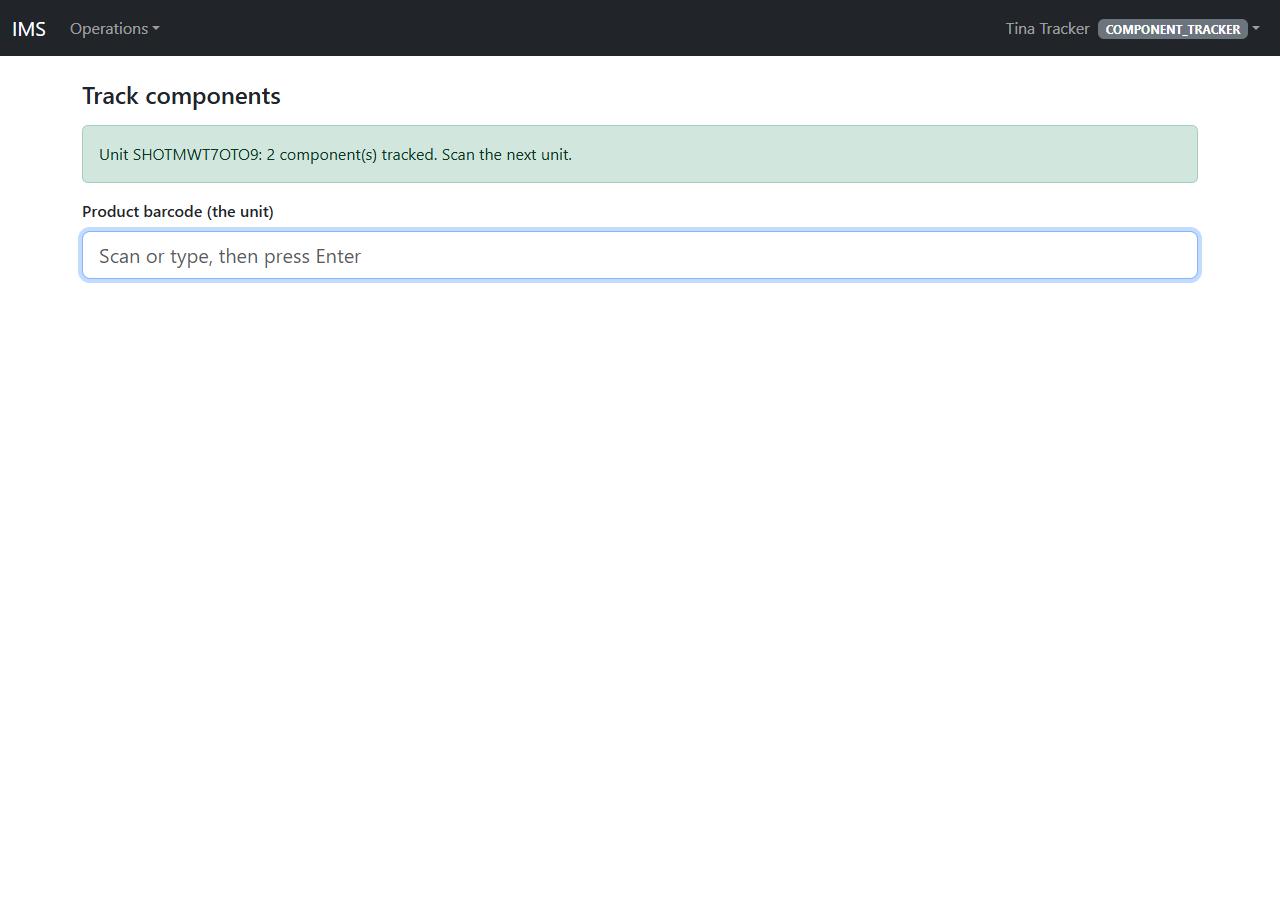 IMS
Operations
Tina Tracker
COMPONENT_TRACKER
Track components
Unit SHOTMWT7OTO9: 2 component(s) tracked. Scan the next unit.
Product barcode (the unit)
Scan or type, then press Enter